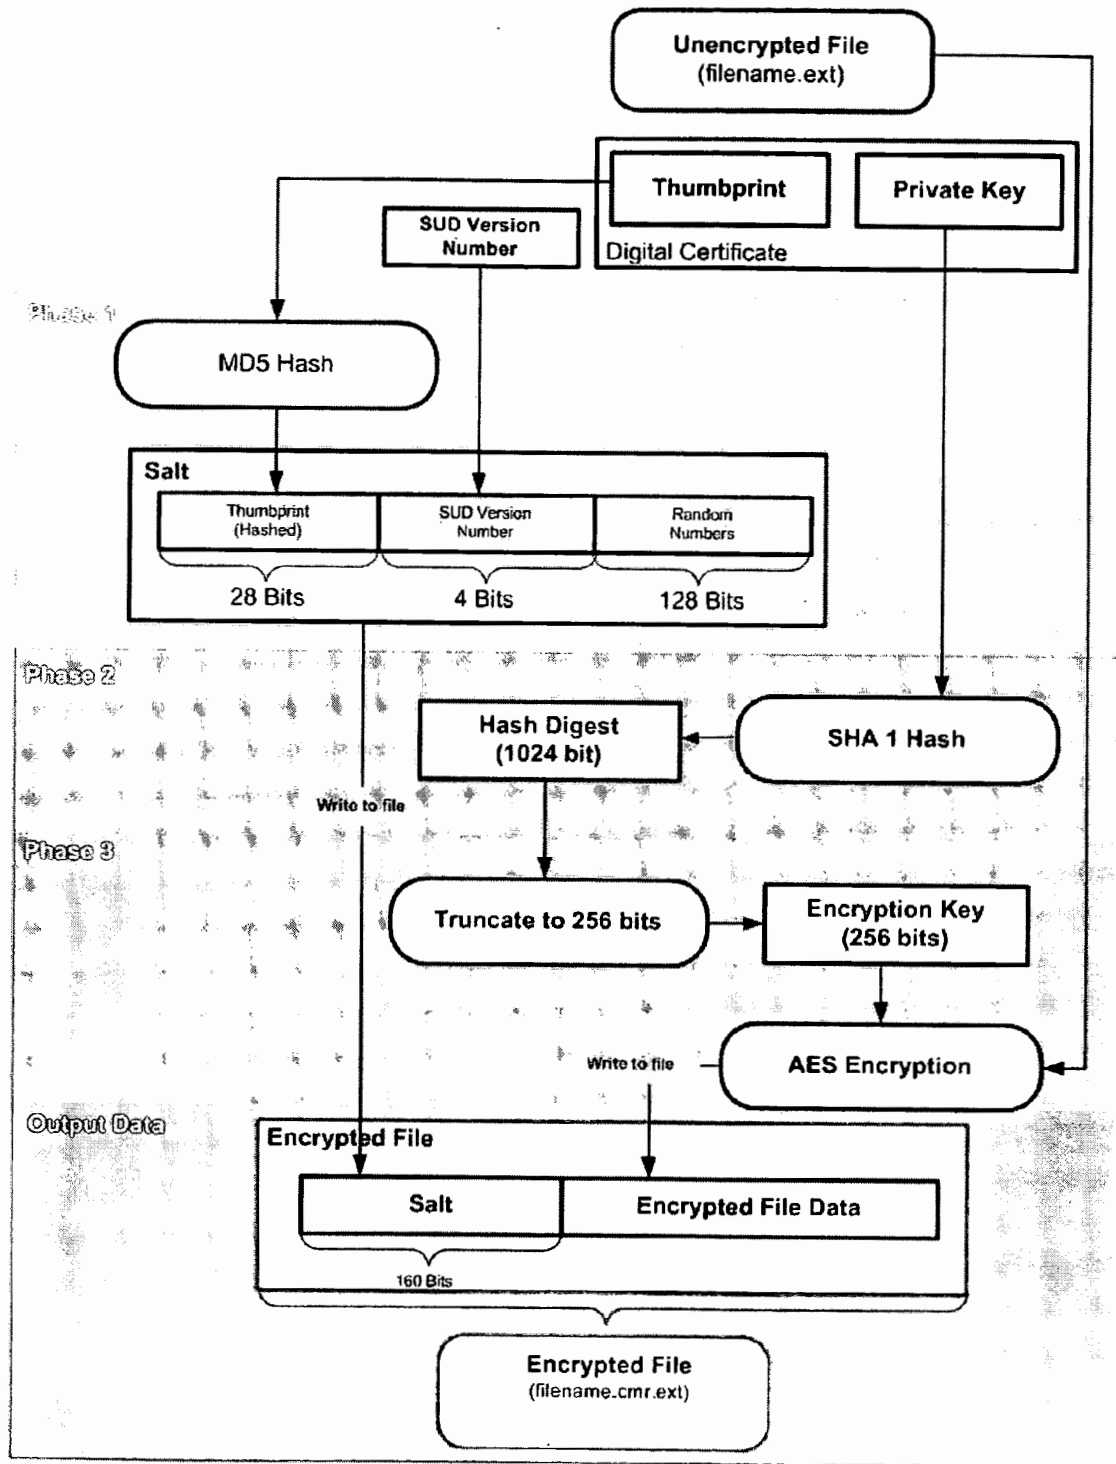 Unencrypted File
(filename.ext)
Thumbprint
Private Key
SUD Version
Number
Digital Certificate
Phase 1
MD5 Hash
Salt
Thumbprint
(Hashed)
SUD Version
Number
Random
Numbers
28 Bits
4 Bits
128 Bits
Phase 2
Hash Digest
(1024 bit)
SHA 1 Hash
Write to file
Phase 3
Truncate to 256 bits
Encryption Key
(256 bits)
Write to file
AES Encryption
Output Data
Encrypted File
Salt
Encrypted File Data
160 Bits
Encrypted File
(filename.cmr.ext)